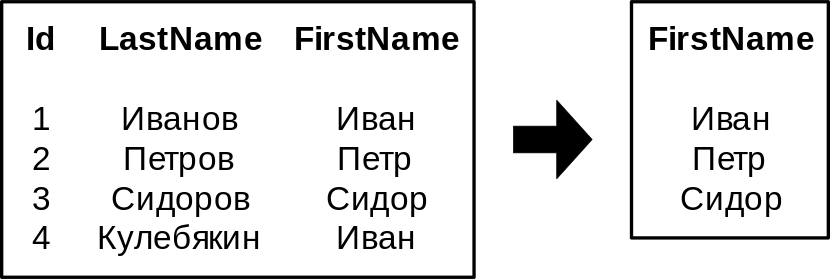 Id LastName FirstName
1 Иванов Иван
2 Петров Петр
3 Сидоров Сидор
4 Кулебякин Иван
FirstName
Иван
Петр
Сидор